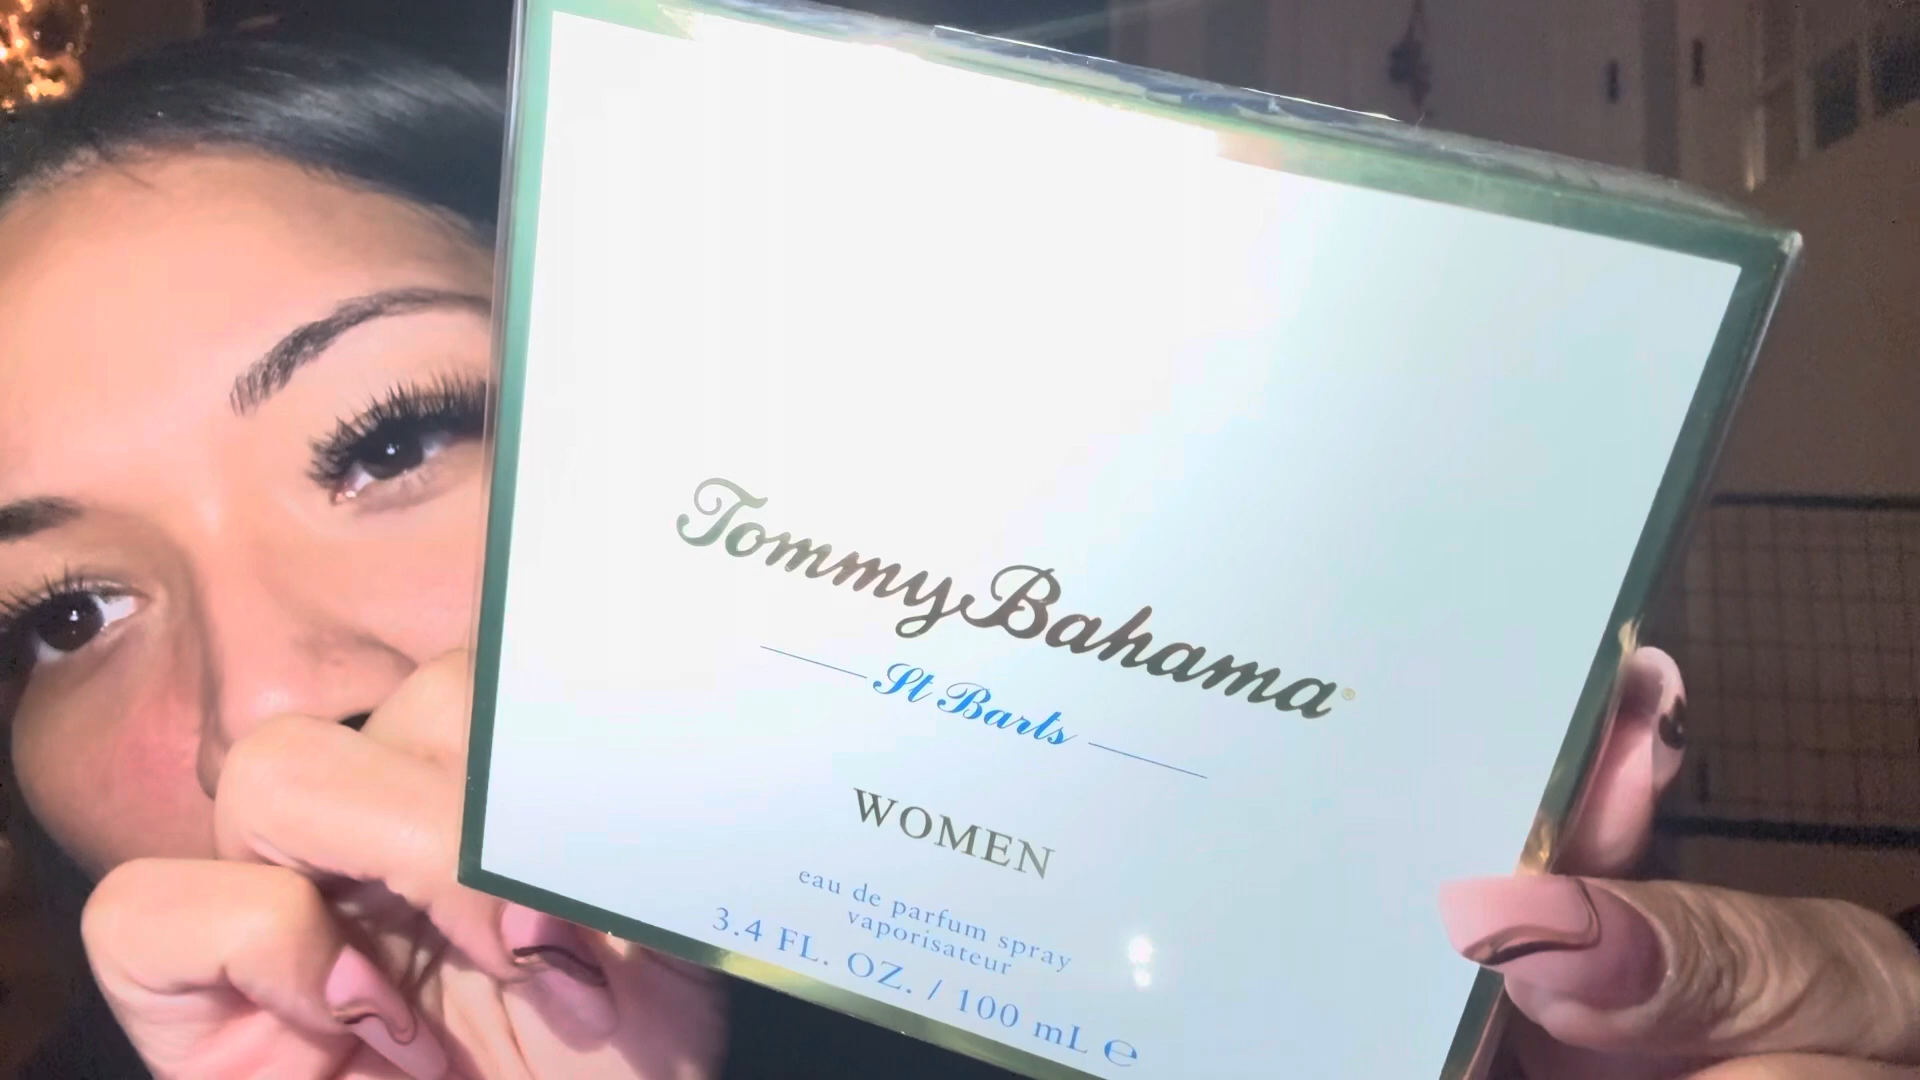 Tommy Bahama®
St Barts
WOMEN
eau de parfum spray
vaporisateur
3.4 FL. OZ. / 100 mL ℮